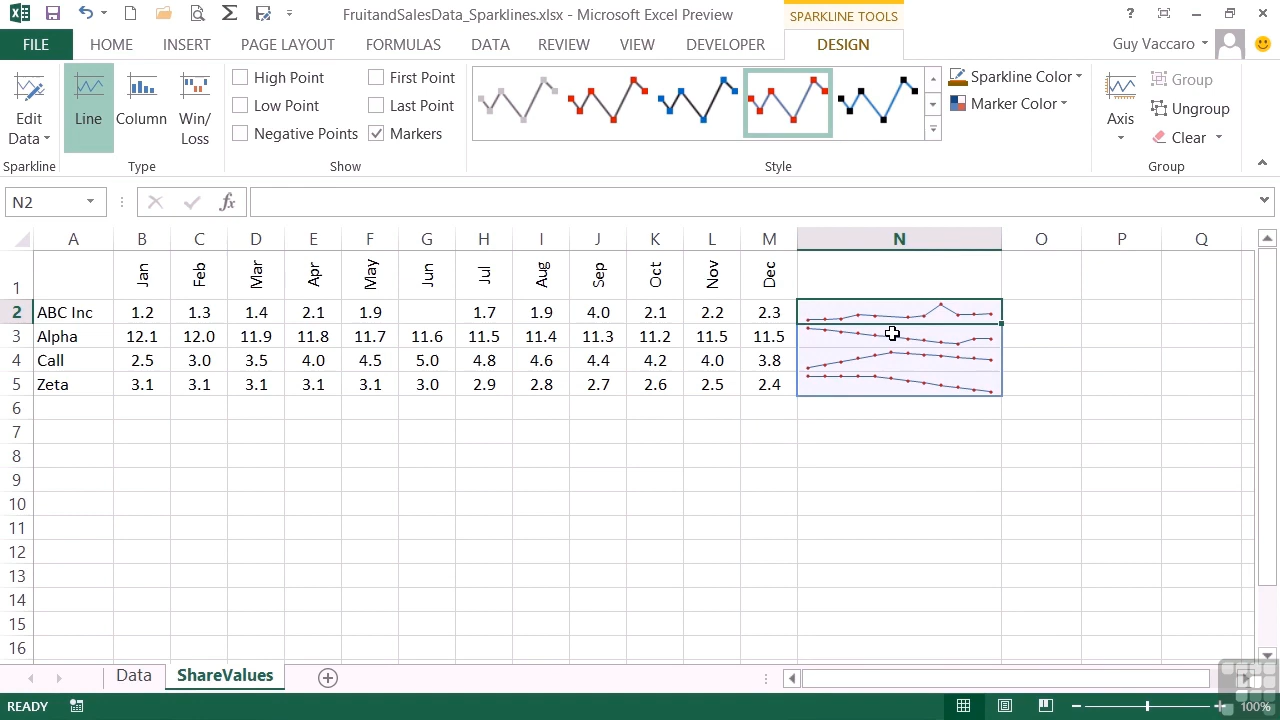 FruitandSalesData_Sparklines.xlsx - Microsoft Excel Preview
SPARKLINE TOOLS
?
FILE HOME INSERT PAGE LAYOUT FORMULAS DATA REVIEW VIEW DEVELOPER DESIGN Guy Vaccaro
Edit Data
Line
Column
Win/Loss
High Point First Point
Low Point Last Point
Negative Points Markers
Sparkline Color
Marker Color
Axis
Group
Ungroup
Clear
Sparkline Type Show Style Group
N2 fx
A B C D E F G H I J K L M N O P Q
1 Jan Feb Mar Apr May Jun Jul Aug Sep Oct Nov Dec
2 ABC Inc 1.2 1.3 1.4 2.1 1.9 1.7 1.9 4.0 2.1 2.2 2.3
3 Alpha 12.1 12.0 11.9 11.8 11.7 11.6 11.5 11.4 11.3 11.2 11.5 11.5
4 Call 2.5 3.0 3.5 4.0 4.5 5.0 4.8 4.6 4.4 4.2 4.0 3.8
5 Zeta 3.1 3.1 3.1 3.1 3.1 3.0 2.9 2.8 2.7 2.6 2.5 2.4
6
7
8
9
10
11
12
13
14
15
16
Data ShareValues
READY 100%